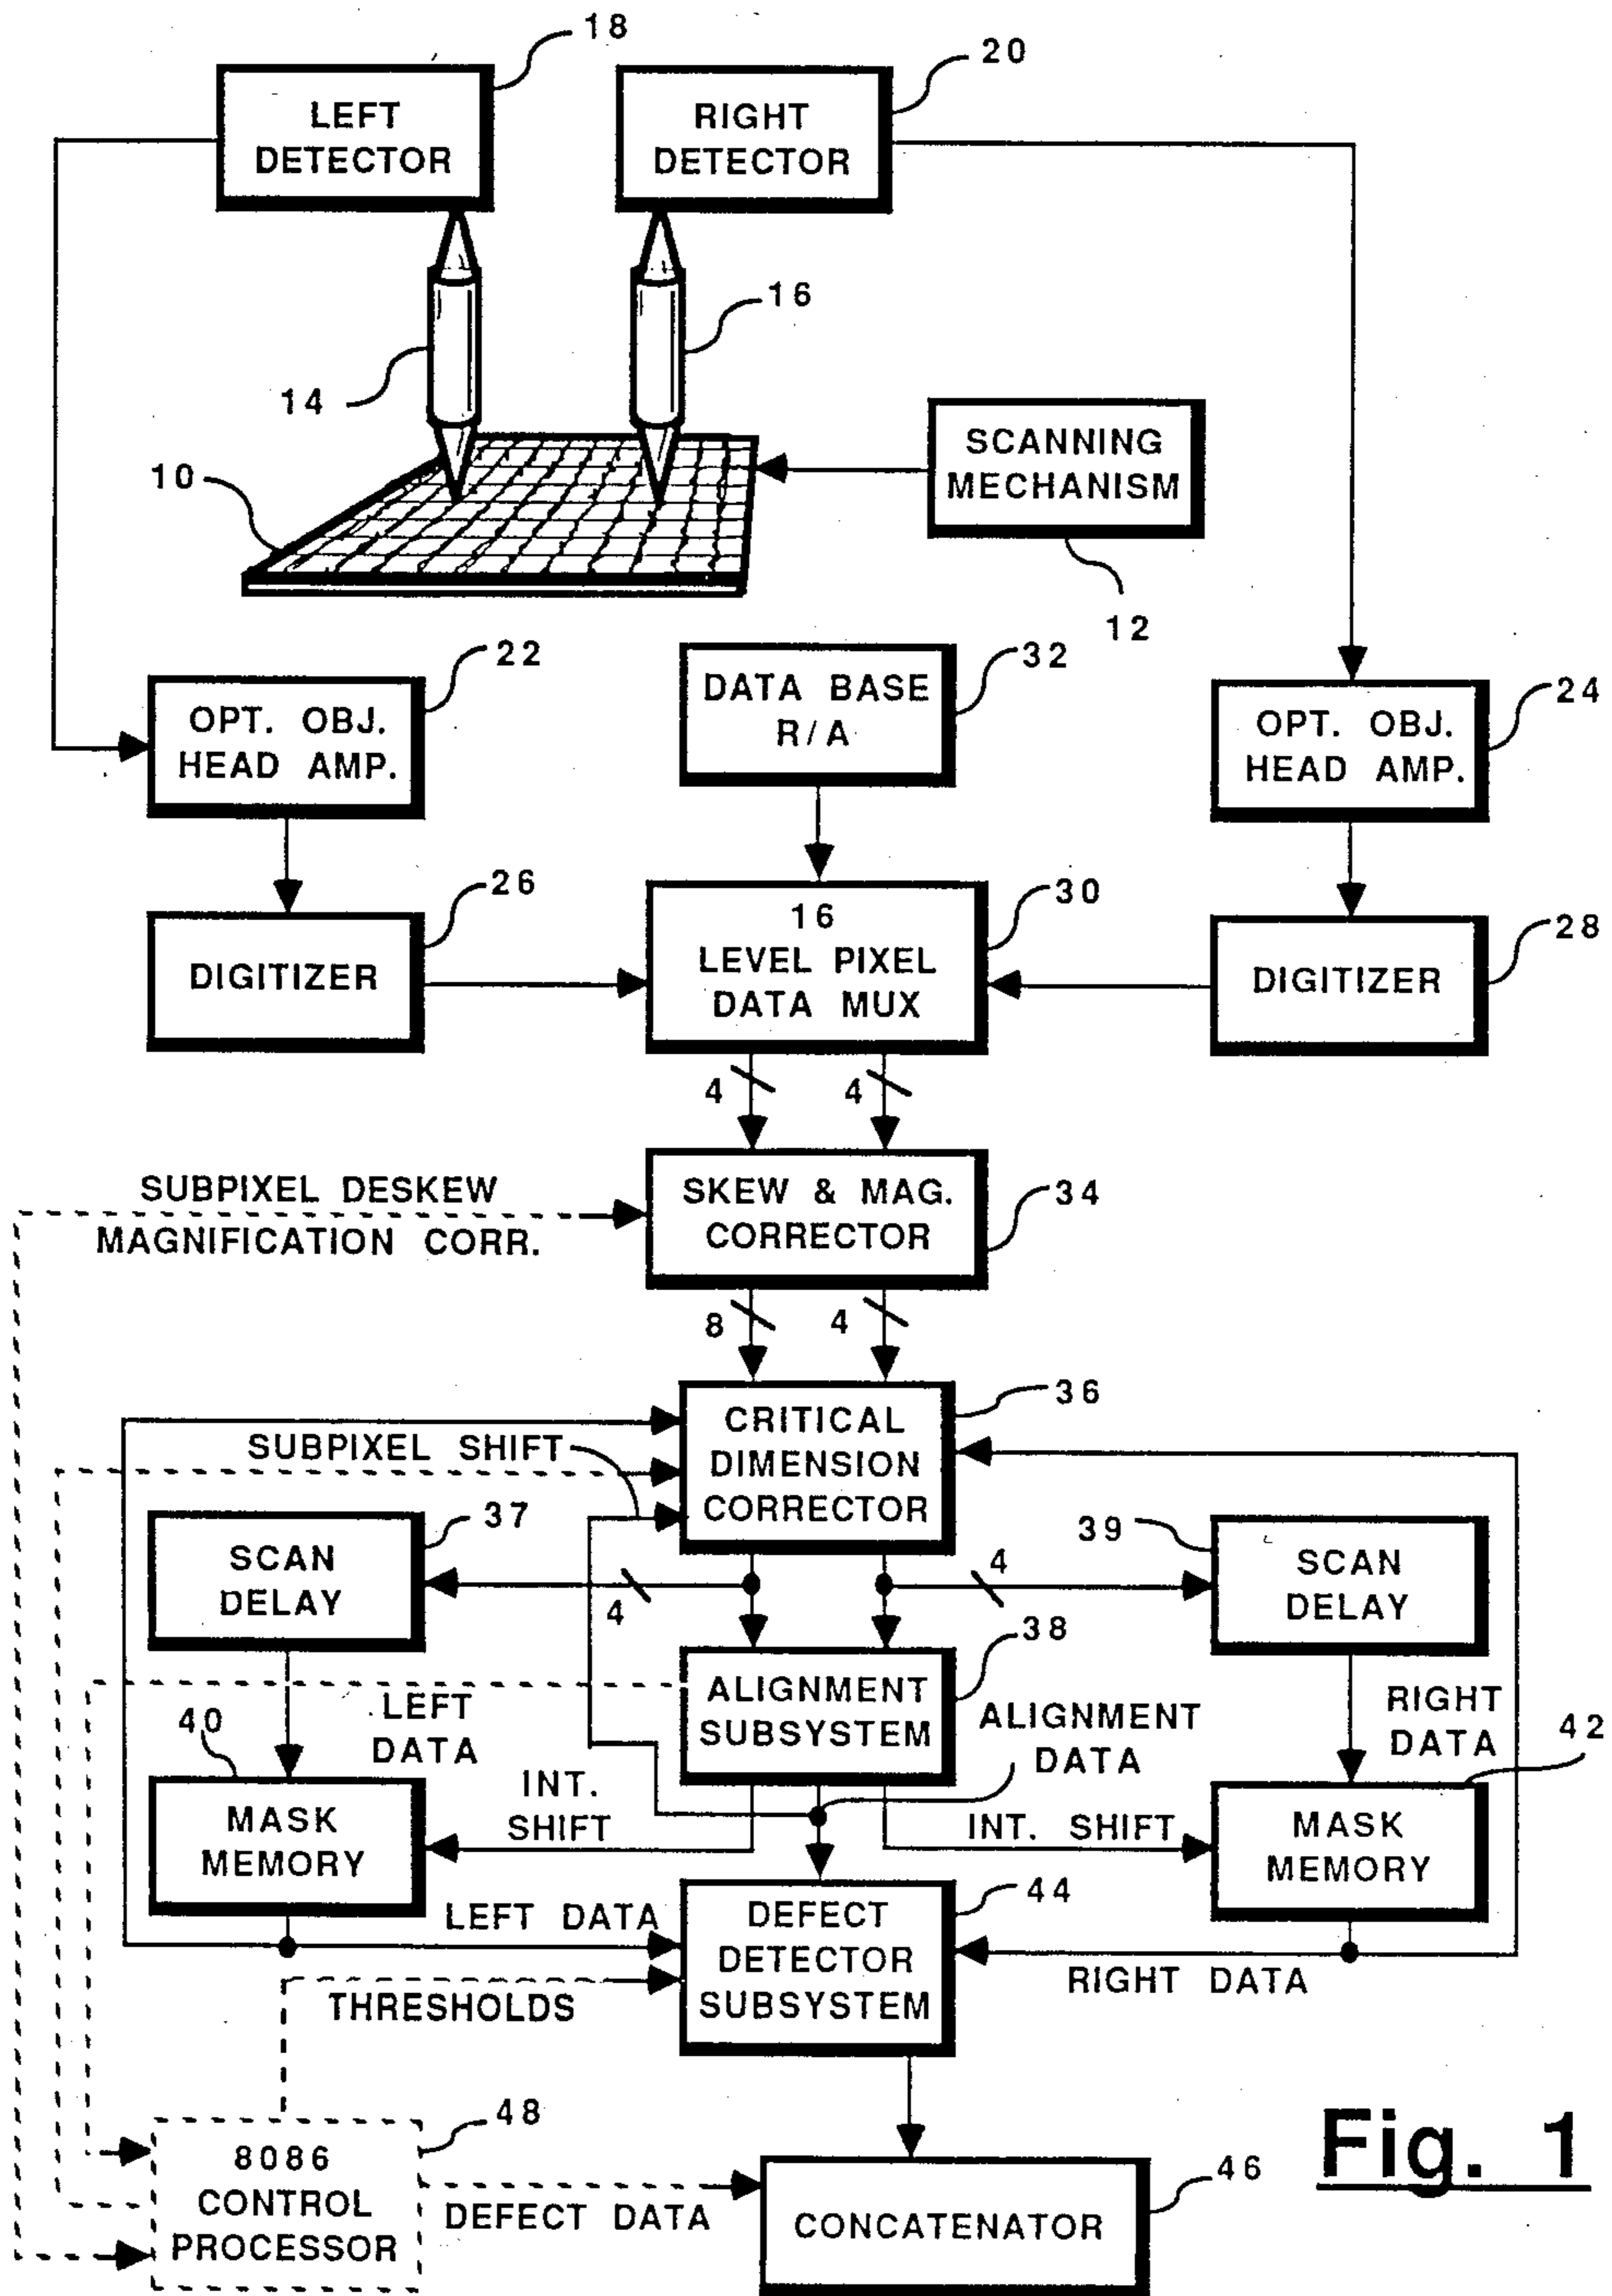 18
20
LEFT
DETECTOR
RIGHT
DETECTOR
16
14
SCANNING
MECHANISM
10
12
22
32
24
OPT. OBJ.
HEAD AMP.
DATA BASE
R/A
OPT. OBJ.
HEAD AMP.
26
30
28
DIGITIZER
16
LEVEL PIXEL
DATA MUX
DIGITIZER
4
4
SUBPIXEL DESKEW
MAGNIFICATION CORR.
SKEW & MAG.
CORRECTOR
34
8
4
36
CRITICAL
DIMENSION
CORRECTOR
SUBPIXEL SHIFT
37
39
SCAN
DELAY
4
4
SCAN
DELAY
38
ALIGNMENT
SUBSYSTEM
LEFT
DATA
ALIGNMENT
DATA
RIGHT
DATA
40
42
INT.
SHIFT
INT. SHIFT
MASK
MEMORY
MASK
MEMORY
44
LEFT DATA
DEFECT
DETECTOR
SUBSYSTEM
RIGHT DATA
THRESHOLDS
48
8086
CONTROL
PROCESSOR
DEFECT DATA
46
CONCATENATOR
Fig. 1